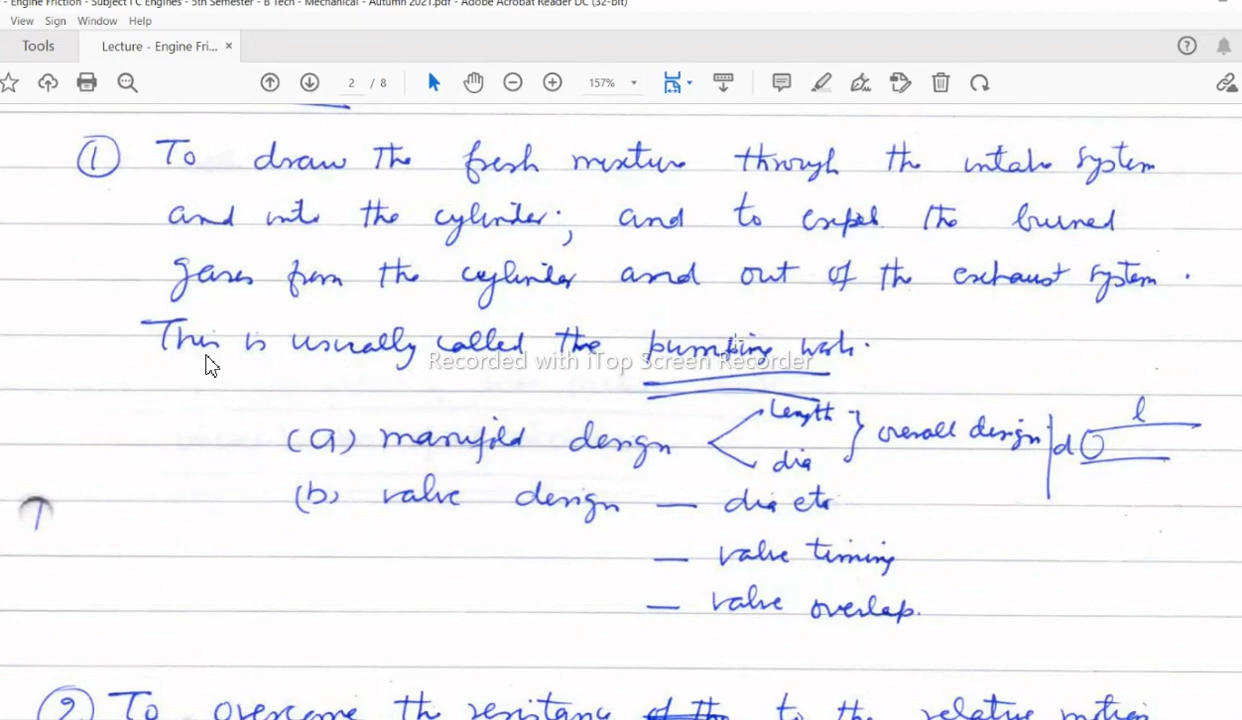 - Engine Friction - Subject I C Engines - 5th Semester - B Tech - Mechanical - Autumn 2021.pdf - Adobe Acrobat Reader DC (32-bit)
View Sign Window Help
Tools Lecture - Engine Fri... ×
2 / 8 157%
① To draw the fresh mixture through the intake system
and into the cylinder; and to expel the burned
gases from the cylinder and out of the exhaust system.
This is usually called the pumping work.
Recorded with iTop Screen Recorder
(a) manifold design length } overall design d l
dia
(b) valve design — dia etc
— valve timing
— valve overlap.
② To overcome the resistance of the to the relative motion